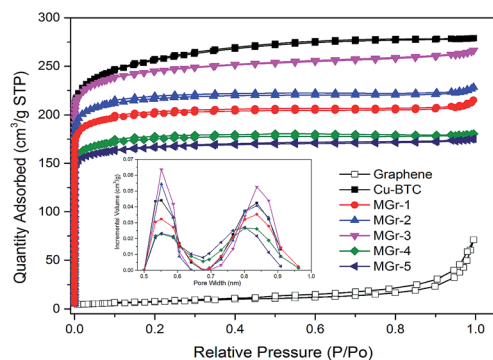 Quantity Adsorbed (cm³/g STP)
400
350
300
250
200
150
100
50
0
0.0 0.2 0.4 0.6 0.8 1.0
Relative Pressure (P/Po)
Graphene
Cu-BTC
MGr-1
MGr-2
MGr-3
MGr-4
MGr-5
Incremental Volume (cm³/g)
0.07
0.06
0.05
0.04
0.03
0.02
0.01
0.00
0.5 0.6 0.7 0.8 0.9 1.0
Pore Width (nm)